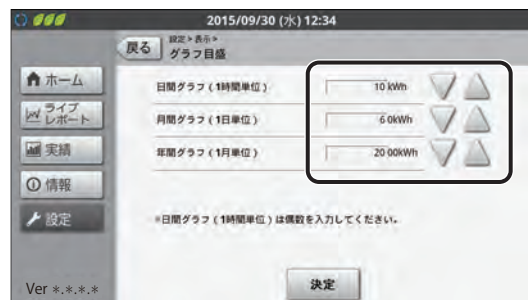 2015/09/30 (水) 12:34
戻る
設定>表示>
グラフ目盛
ホーム
ライブ
レポート
実績
情報
設定
Ver *.*.*.*
日間グラフ (1時間単位) 10 kWh
月間グラフ (1日単位) 6 0kWh
年間グラフ (1月単位) 20 00kWh
*日間グラフ (1時間単位) は偶数を入力してください。
決定